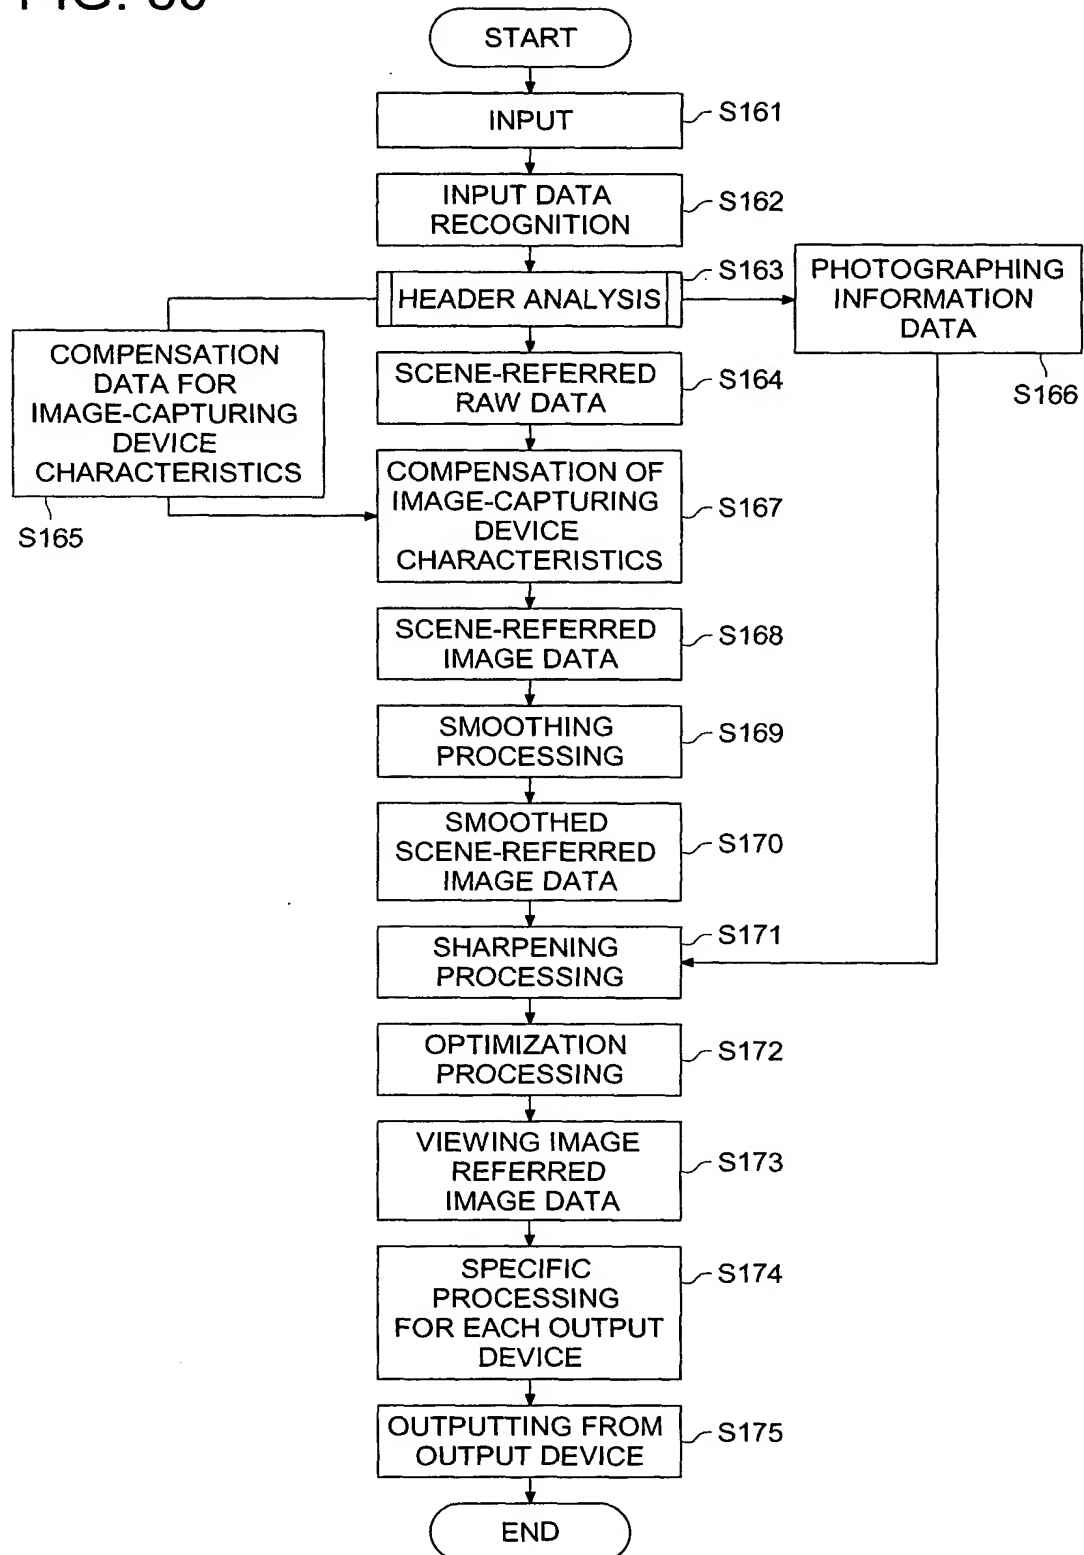 START
INPUT
S161
INPUT DATA
RECOGNITION
S162
HEADER ANALYSIS
S163
PHOTOGRAPHING
INFORMATION
DATA
S166
COMPENSATION
DATA FOR
IMAGE-CAPTURING
DEVICE
CHARACTERISTICS
S165
SCENE-REFERRED
RAW DATA
S164
COMPENSATION OF
IMAGE-CAPTURING
DEVICE
CHARACTERISTICS
S167
SCENE-REFERRED
IMAGE DATA
S168
SMOOTHING
PROCESSING
S169
SMOOTHED
SCENE-REFERRED
IMAGE DATA
S170
SHARPENING
PROCESSING
S171
OPTIMIZATION
PROCESSING
S172
VIEWING IMAGE
REFERRED
IMAGE DATA
S173
SPECIFIC
PROCESSING
FOR EACH OUTPUT
DEVICE
S174
OUTPUTTING FROM
OUTPUT DEVICE
S175
END